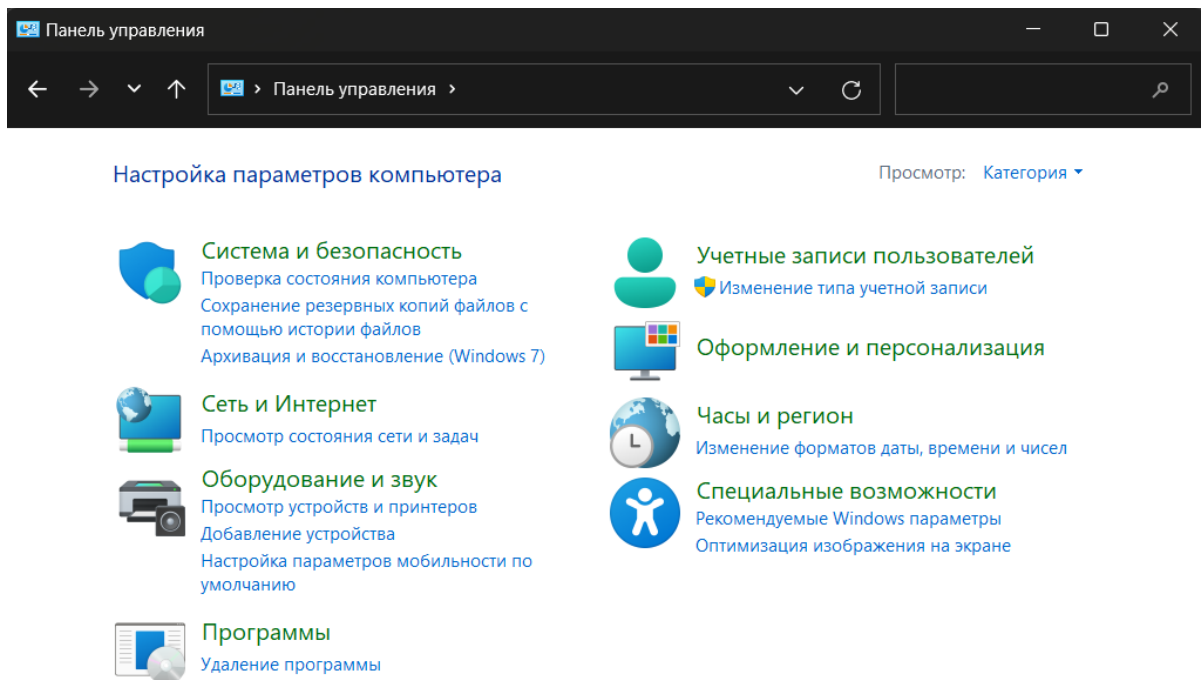 Панель управления
Панель управления
Настройка параметров компьютера
Просмотр: Категория
Система и безопасность
Проверка состояния компьютера
Сохранение резервных копий файлов с
помощью истории файлов
Архивация и восстановление (Windows 7)
Сеть и Интернет
Просмотр состояния сети и задач
Оборудование и звук
Просмотр устройств и принтеров
Добавление устройства
Настройка параметров мобильности по
умолчанию
Программы
Удаление программы
Учетные записи пользователей
Изменение типа учетной записи
Оформление и персонализация
Часы и регион
Изменение форматов даты, времени и чисел
Специальные возможности
Рекомендуемые Windows параметры
Оптимизация изображения на экране